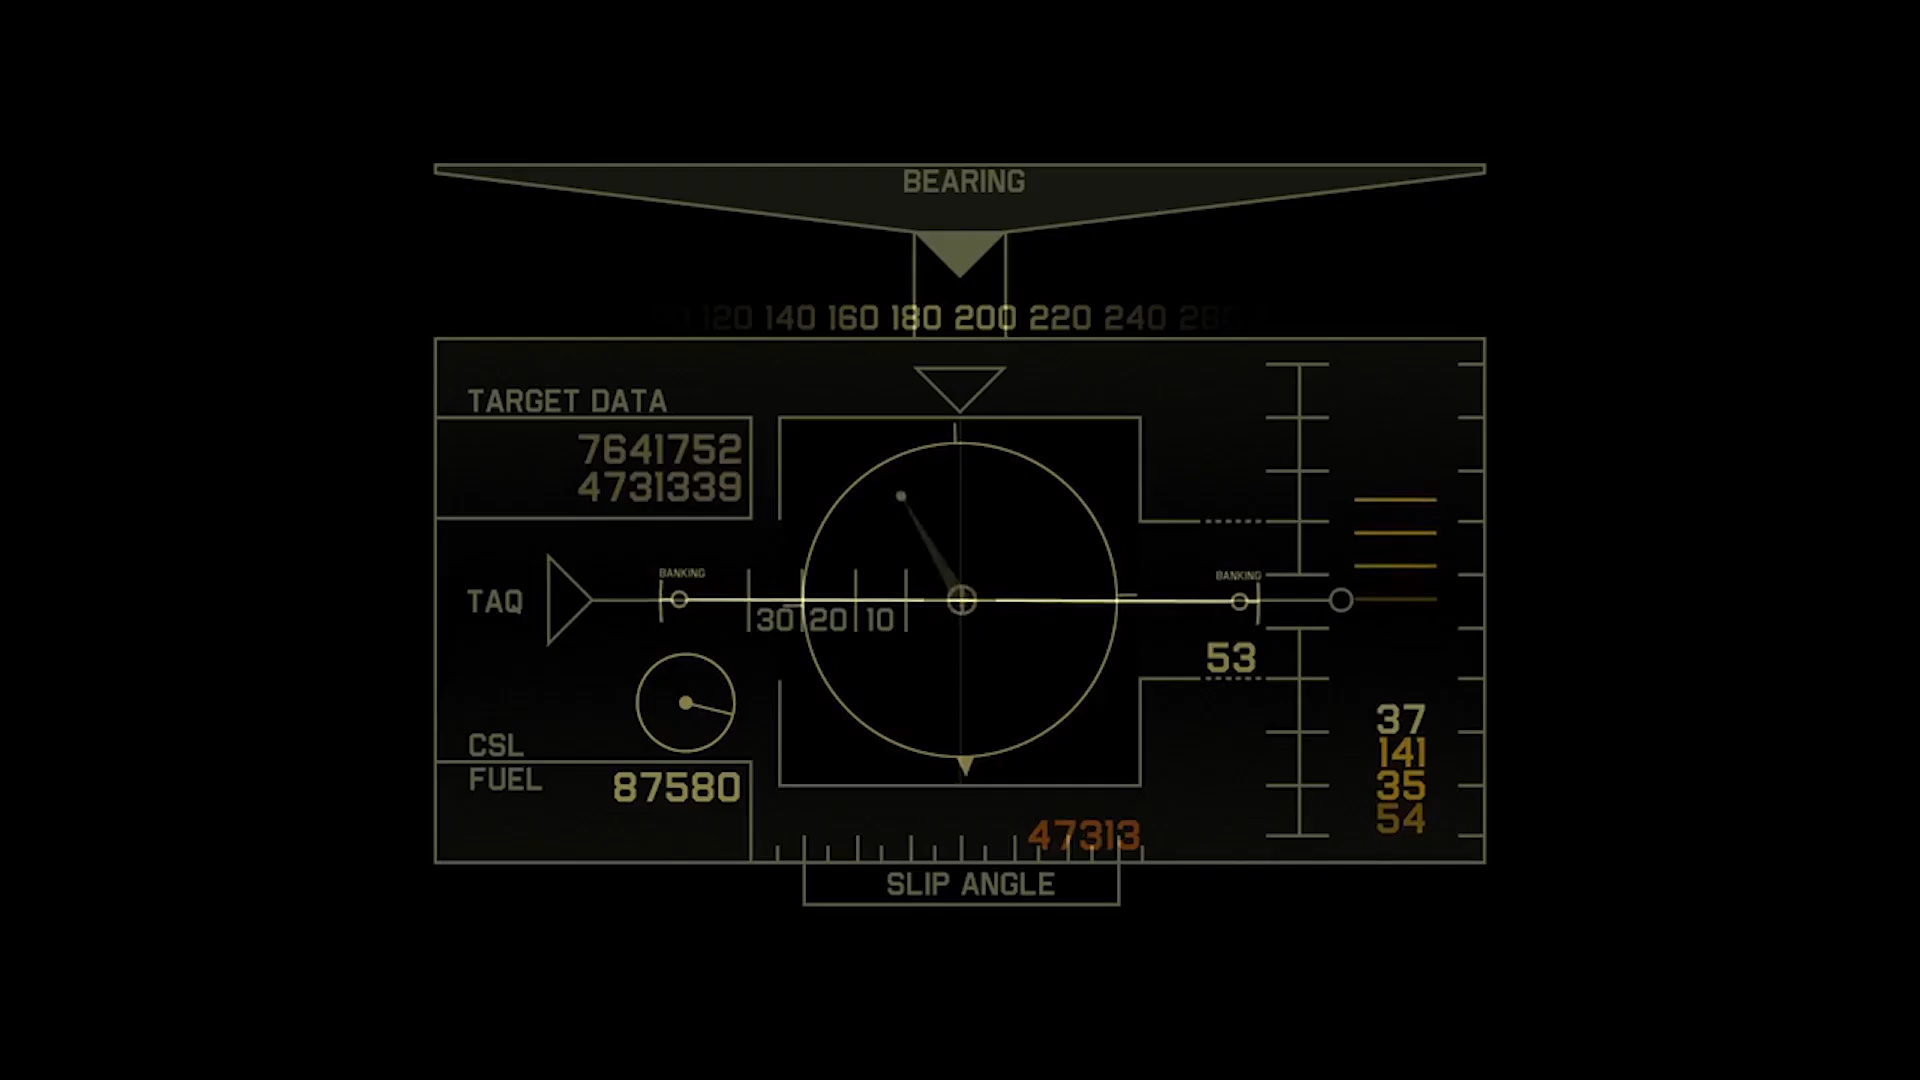 BEARING
120 140 160 180 200 220 240 260
TARGET DATA
7641752
4731339
BANKING
BANKING
TAQ
30 20 10
53
37
141
35
54
CSL
FUEL
87580
47313
SLIP ANGLE